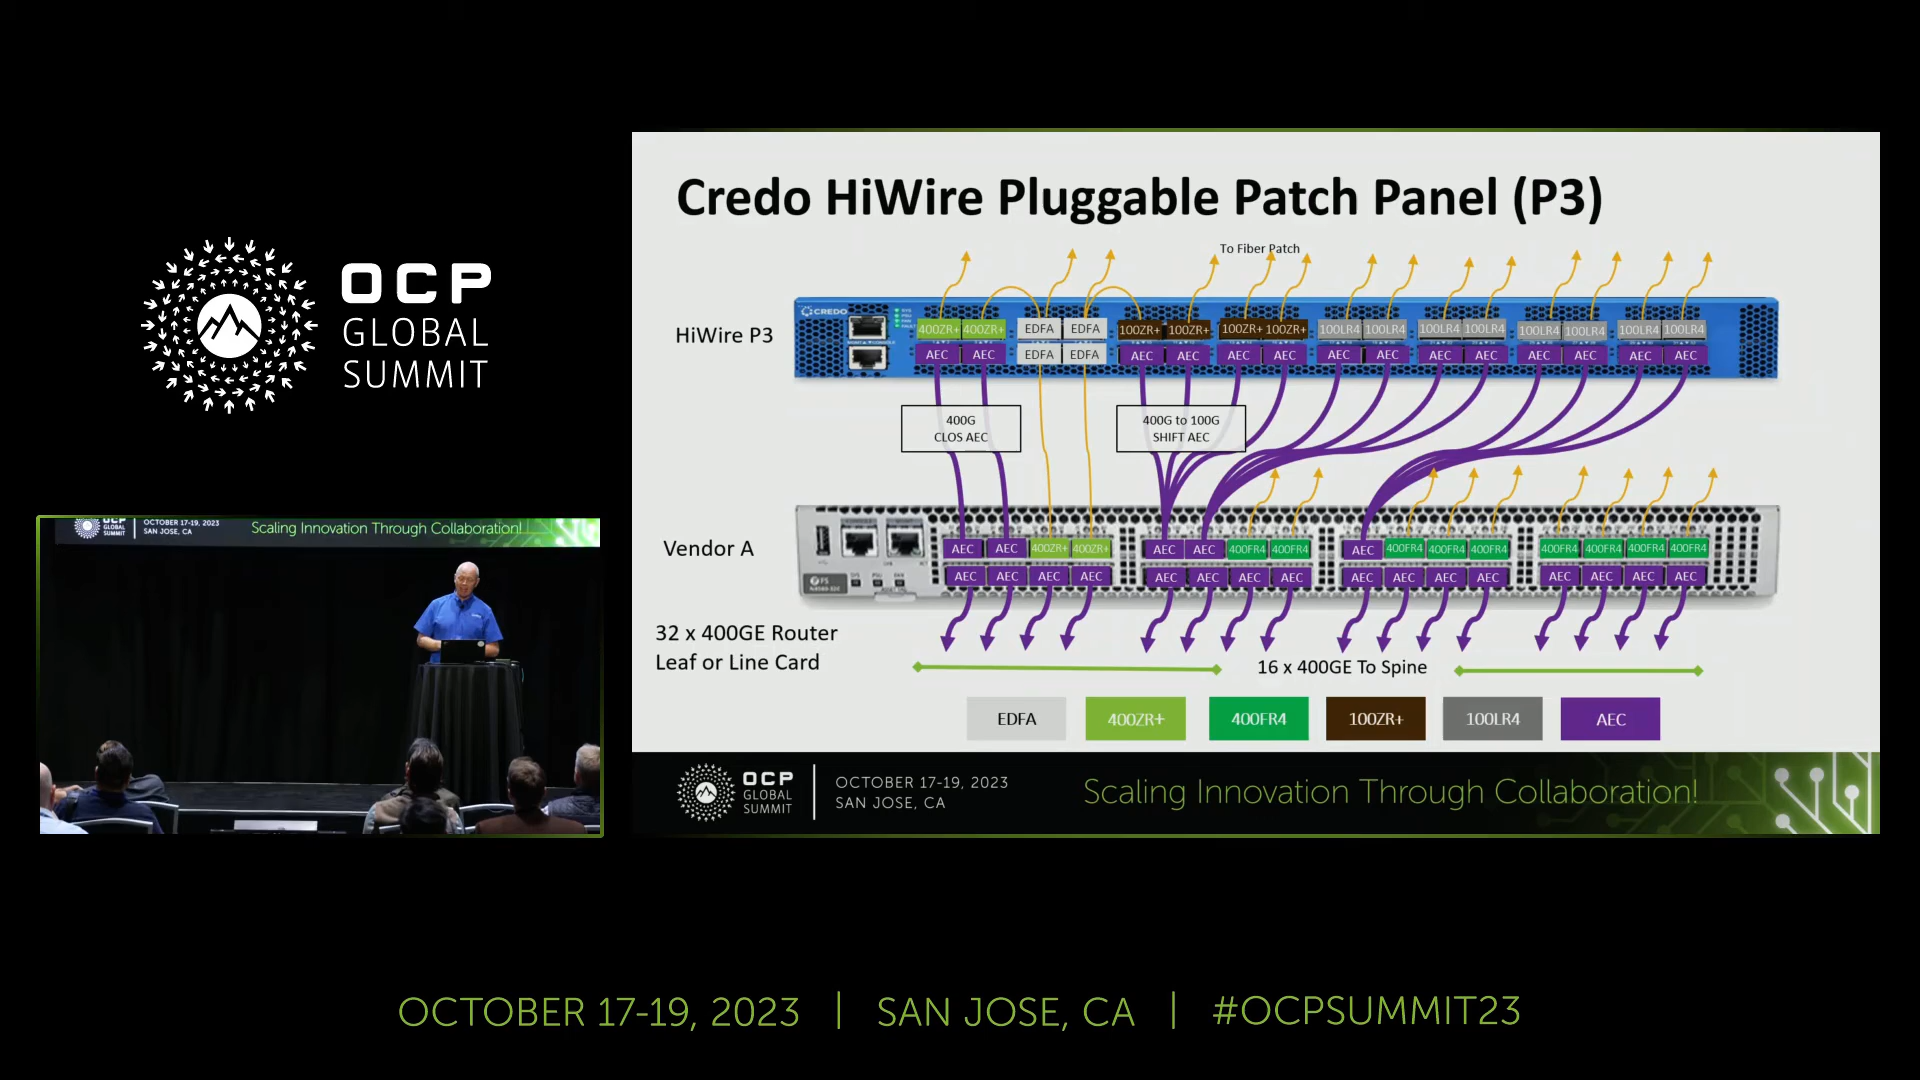 OCP
GLOBAL
SUMMIT
OCP
GLOBAL
SUMMIT
OCTOBER 17-19, 2023
SAN JOSE, CA
Scaling Innovation Through Collaboration!
Credo HiWire Pluggable Patch Panel (P3)
To Fiber Patch
HiWire P3
CREDO
400ZR+ 400ZR+ EDFA EDFA 100ZR+ 100ZR+ 100ZR+ 100ZR+ 100LR4 100LR4 100LR4 100LR4 100LR4 100LR4 100LR4 100LR4
AEC AEC EDFA EDFA AEC AEC AEC AEC AEC AEC AEC AEC AEC AEC AEC AEC
400G
CLOS AEC
400G to 100G
SHIFT AEC
Vendor A
AEC AEC 400ZR+ 400ZR+ AEC AEC 400FR4 400FR4 AEC 400FR4 400FR4 400FR4 400FR4 400FR4 400FR4 400FR4
AEC AEC AEC AEC AEC AEC AEC AEC AEC AEC AEC AEC AEC AEC AEC AEC
FS
32 x 400GE Router
Leaf or Line Card
16 x 400GE To Spine
EDFA 400ZR+ 400FR4 100ZR+ 100LR4 AEC
OCP
GLOBAL
SUMMIT
OCTOBER 17-19, 2023
SAN JOSE, CA
Scaling Innovation Through Collaboration!
OCTOBER 17-19, 2023 | SAN JOSE, CA | #OCPSUMMIT23